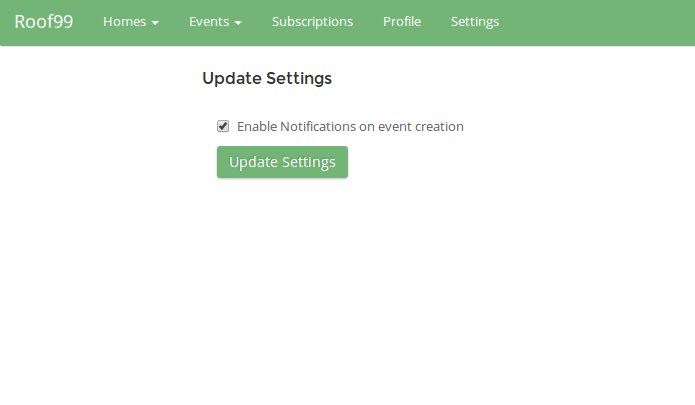 Roof99 Homes Events Subscriptions Profile Settings
Update Settings
Enable Notifications on event creation
Update Settings